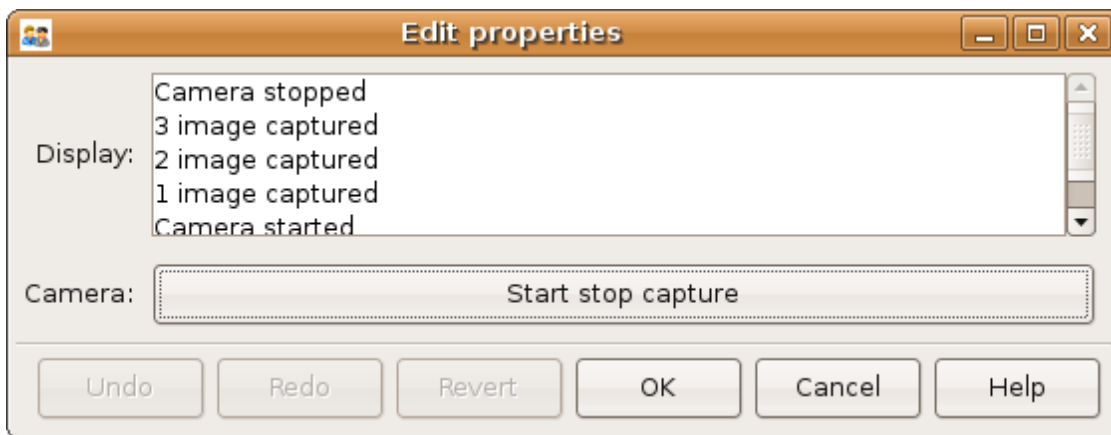 Edit properties
Display:
Camera stopped
3 image captured
2 image captured
1 image captured
Camera started
Camera:
Start stop capture
Undo Redo Revert OK Cancel Help